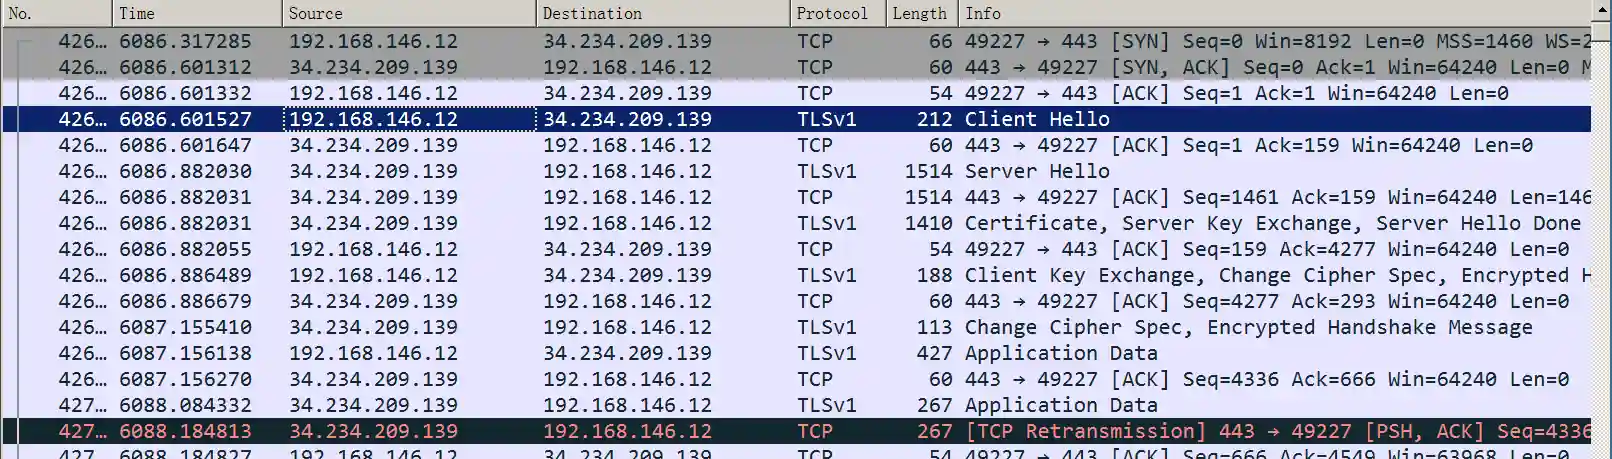 No. Time Source Destination Protocol Length Info
426… 6086.317285 192.168.146.12 34.234.209.139 TCP 66 49227 → 443 [SYN] Seq=0 Win=8192 Len=0 MSS=1460 WS=2
426… 6086.601312 34.234.209.139 192.168.146.12 TCP 60 443 → 49227 [SYN, ACK] Seq=0 Ack=1 Win=64240 Len=0 M
426… 6086.601332 192.168.146.12 34.234.209.139 TCP 54 49227 → 443 [ACK] Seq=1 Ack=1 Win=64240 Len=0
426… 6086.601527 192.168.146.12 34.234.209.139 TLSv1 212 Client Hello
426… 6086.601647 34.234.209.139 192.168.146.12 TCP 60 443 → 49227 [ACK] Seq=1 Ack=159 Win=64240 Len=0
426… 6086.882030 34.234.209.139 192.168.146.12 TLSv1 1514 Server Hello
426… 6086.882031 34.234.209.139 192.168.146.12 TCP 1514 443 → 49227 [ACK] Seq=1461 Ack=159 Win=64240 Len=146
426… 6086.882031 34.234.209.139 192.168.146.12 TLSv1 1410 Certificate, Server Key Exchange, Server Hello Done
426… 6086.882055 192.168.146.12 34.234.209.139 TCP 54 49227 → 443 [ACK] Seq=159 Ack=4277 Win=64240 Len=0
426… 6086.886489 192.168.146.12 34.234.209.139 TLSv1 188 Client Key Exchange, Change Cipher Spec, Encrypted H
426… 6086.886679 34.234.209.139 192.168.146.12 TCP 60 443 → 49227 [ACK] Seq=4277 Ack=293 Win=64240 Len=0
426… 6087.155410 34.234.209.139 192.168.146.12 TLSv1 113 Change Cipher Spec, Encrypted Handshake Message
426… 6087.156138 192.168.146.12 34.234.209.139 TLSv1 427 Application Data
426… 6087.156270 34.234.209.139 192.168.146.12 TCP 60 443 → 49227 [ACK] Seq=4336 Ack=666 Win=64240 Len=0
427… 6088.084332 34.234.209.139 192.168.146.12 TLSv1 267 Application Data
427… 6088.184813 34.234.209.139 192.168.146.12 TCP 267 [TCP Retransmission] 443 → 49227 [PSH, ACK] Seq=4336
427… 6088.184827 192.168.146.12 34.234.209.139 TCP 54 49227 → 443 [ACK] Seq=666 Ack=4549 Win=63968 Len=0